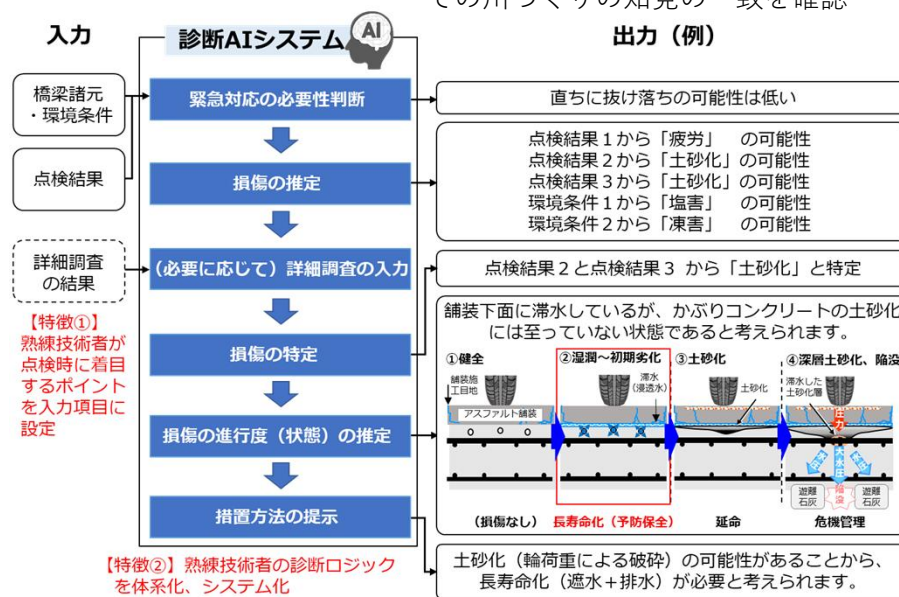 入力
診断AIシステム
AI
出力（例）
橋梁諸元
・環境条件
点検結果
詳細調査
の結果
【特徴①】
熟練技術者が
点検時に着目
するポイント
を入力項目に
設定
緊急対応の必要性判断
損傷の推定
(必要に応じて）詳細調査の入力
損傷の特定
損傷の進行度（状態）の推定
措置方法の提示
【特徴②】熟練技術者の診断ロジック
を体系化、システム化
直ちに抜け落ちの可能性は低い
点検結果１から「疲労」　の可能性
点検結果２から「土砂化」の可能性
点検結果３から「土砂化」の可能性
環境条件１から「塩害」　の可能性
環境条件２から「凍害」　の可能性
点検結果２と点検結果３ から「土砂化」と特定
舗装下面に滞水しているが、かぶりコンクリートの土砂化
には至っていない状態であると考えられます。
①健全
②湿潤～初期劣化
③土砂化
④深層土砂化、陥没
舗装施
工目地
アスファルト舗装
滞水
（浸透水）
土砂化
滞水した
土砂化層
圧力
大水圧
水圧
水圧
陥没
遊離
石灰
遊離
石灰
(損傷なし）
長寿命化（予防保全）
延命
危機管理
土砂化（輪荷重による破砕）の可能性があることから、
長寿命化（遮水＋排水）が必要と考えられます。